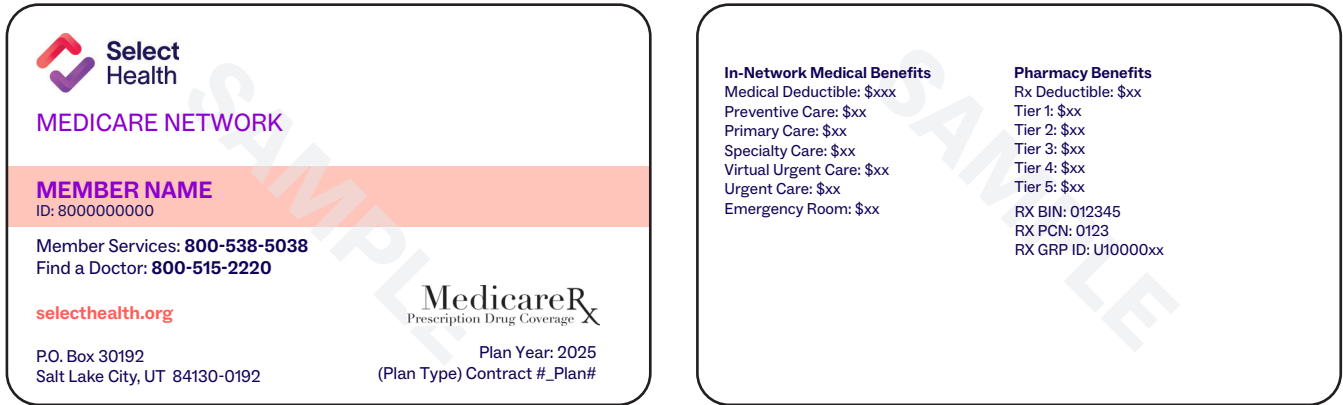 Select
Health
MEDICARE NETWORK
MEMBER NAME
ID: 8000000000
Member Services: 800-538-5038
Find a Doctor: 800-515-2220
selecthealth.org
MedicareRx
Prescription Drug Coverage
P.O. Box 30192
Salt Lake City, UT 84130-0192
Plan Year: 2025
(Plan Type) Contract #_Plan#
SAMPLE
In-Network Medical Benefits
Medical Deductible: $xxx
Preventive Care: $xx
Primary Care: $xx
Specialty Care: $xx
Virtual Urgent Care: $xx
Urgent Care: $xx
Emergency Room: $xx
Pharmacy Benefits
Rx Deductible: $xx
Tier 1: $xx
Tier 2: $xx
Tier 3: $xx
Tier 4: $xx
Tier 5: $xx
RX BIN: 012345
RX PCN: 0123
RX GRP ID: U10000xx
SAMPLE